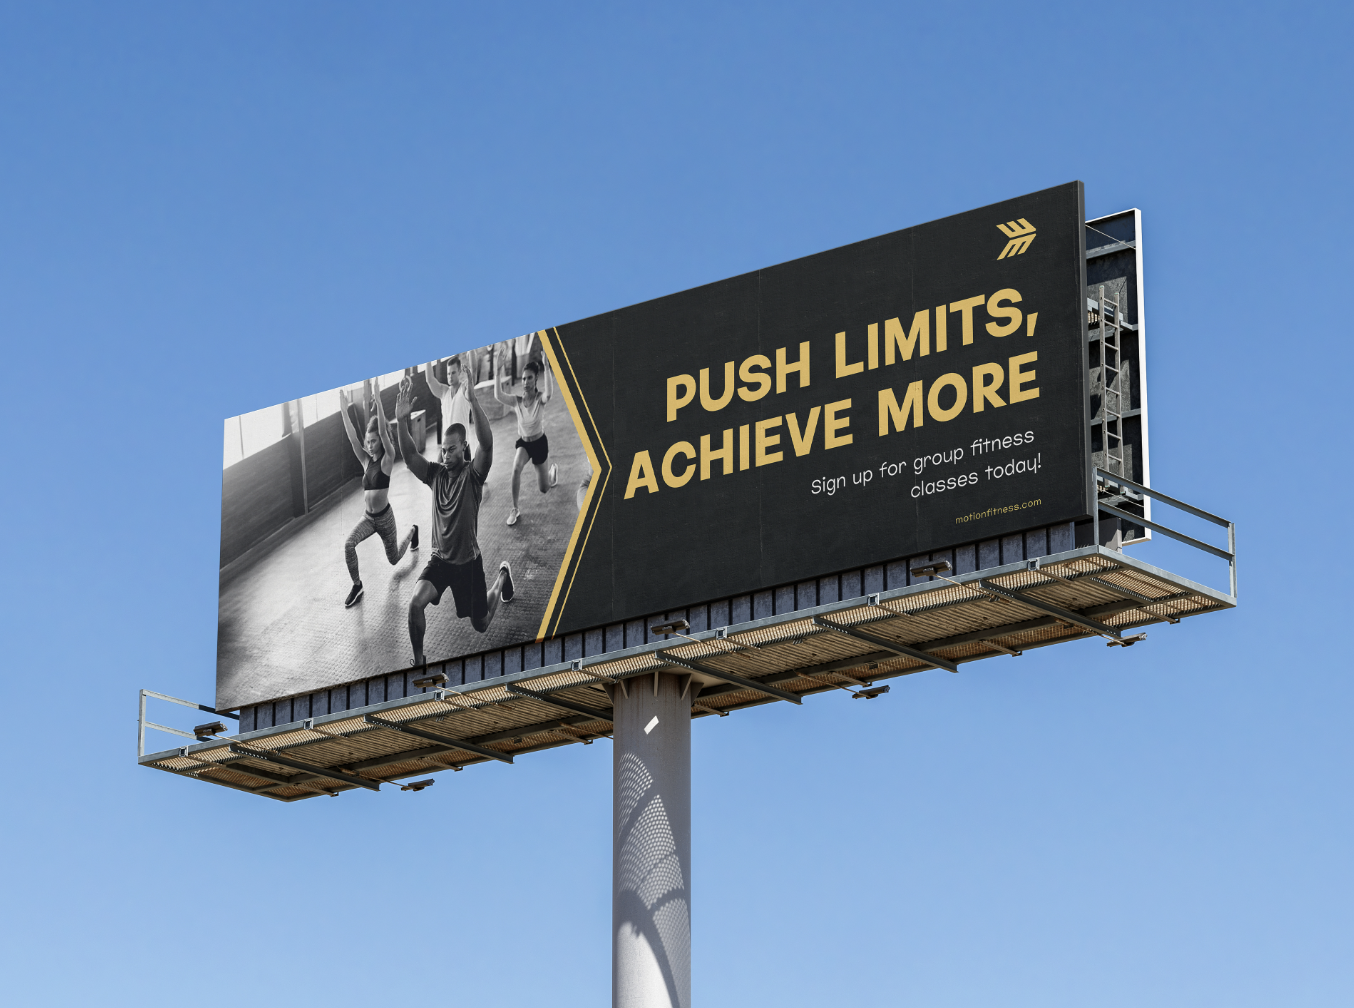 PUSH LIMITS,
ACHIEVE MORE
Sign up for group fitness
classes today!
motionfitness.com